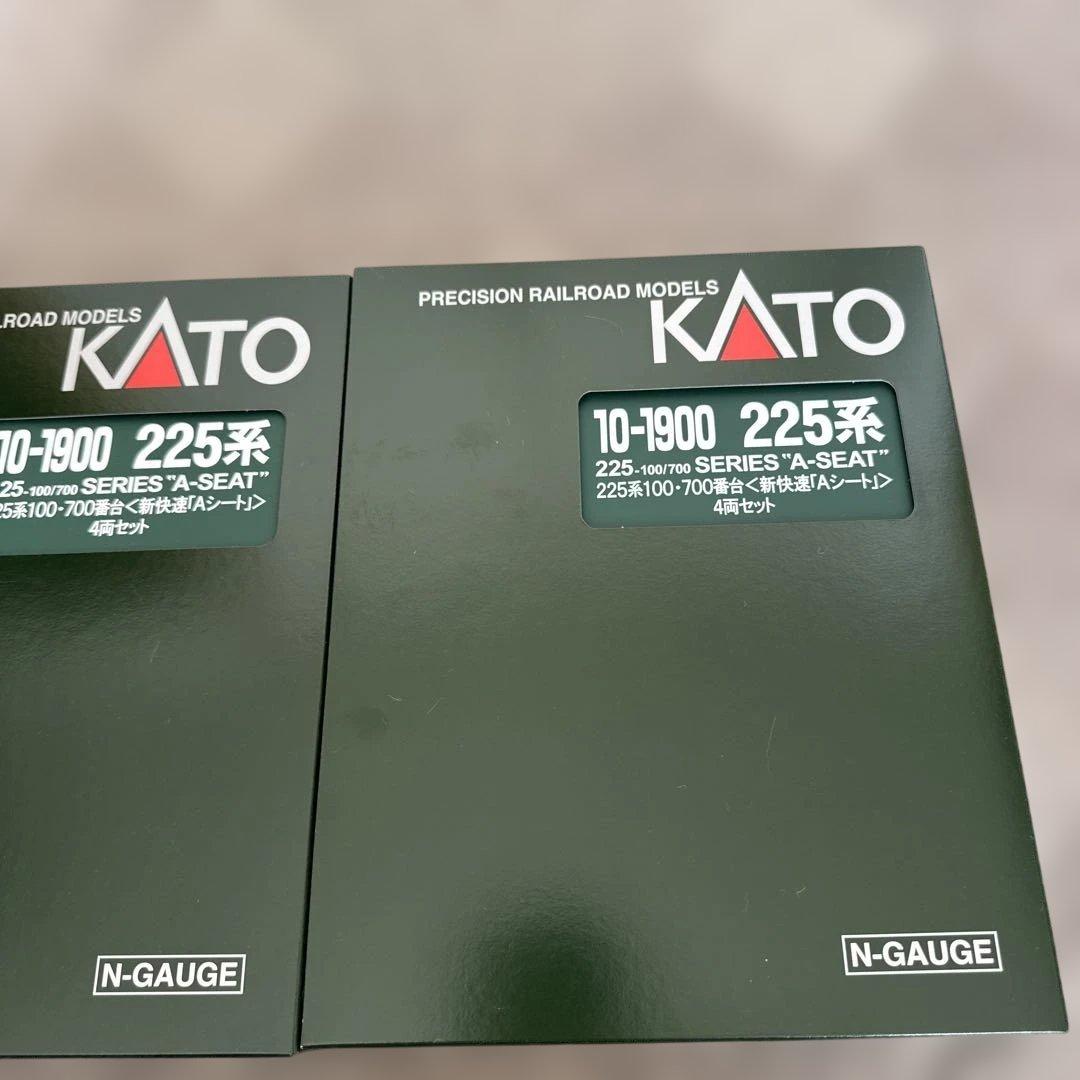 LROAD MODELS
KATO
10-1900 225系
225-100/700 SERIES "A-SEAT"
225系100・700番台<新快速「Aシート」>
4両セット
N-GAUGE
PRECISION RAILROAD MODELS
KATO
10-1900 225系
225-100/700 SERIES "A-SEAT"
225系100・700番台<新快速「Aシート」>
4両セット
N-GAUGE